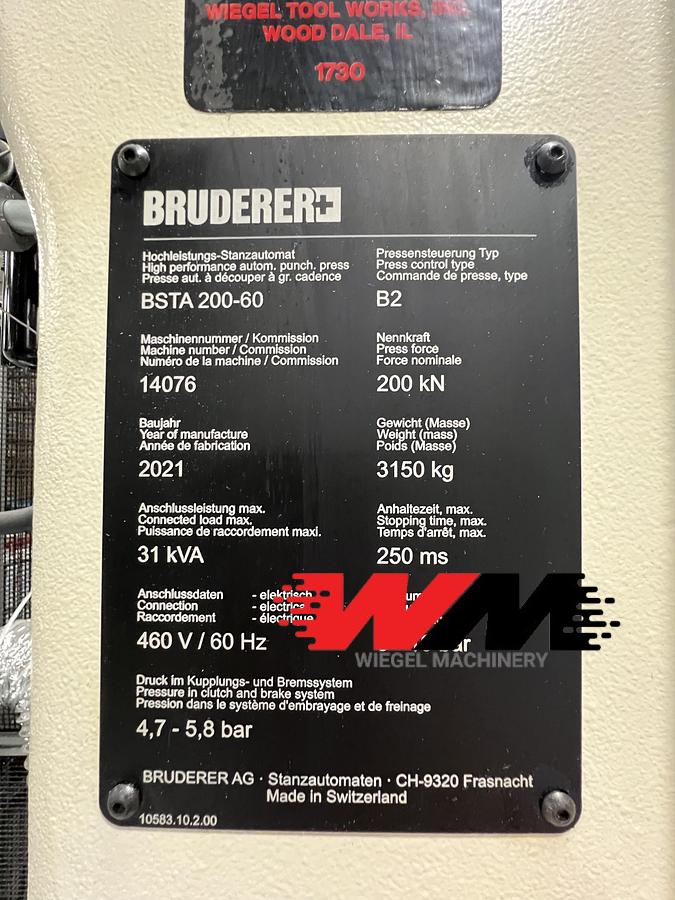 WIEGEL TOOL WORKS, INC.
WOOD DALE, IL
1730
BRUDERER
Hochleistungs-Stanzautomat
High performance autom. punch. press
Presse aut. à découper à gr. cadence
BSTA 200-60
Pressensteuerung Typ
Press control type
Commande de presse, type
B2
Maschinennummer / Kommission
Machine number / Commission
Numéro de la machine / Commission
14076
Nennkraft
Press force
Force nominale
200 kN
Baujahr
Year of manufacture
Année de fabrication
2021
Gewicht (Masse)
Weight (mass)
Poids (Masse)
3150 kg
Anschlussleistung max.
Connected load max.
Puissance de raccordement maxi.
31 kVA
Anhaltezeit, max.
Stopping time, max.
Temps d'arrêt, max.
250 ms
Anschlussdaten - elektrisch
Connection - electrical
Raccordement - électrique
460 V / 60 Hz
bar
WM
WIEGEL MACHINERY
Druck im Kupplungs- und Bremssystem
Pressure in clutch and brake system
Pression dans le système d'embrayage et de freinage
4,7 - 5,8 bar
BRUDERER AG · Stanzautomaten · CH-9320 Frasnacht
Made in Switzerland
10583.10.2.00